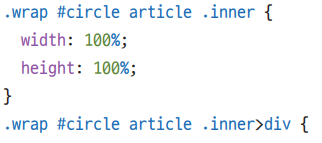 .wrap #circle article .inner {
  width: 100%;
  height: 100%;
}
.wrap #circle article .inner>div {